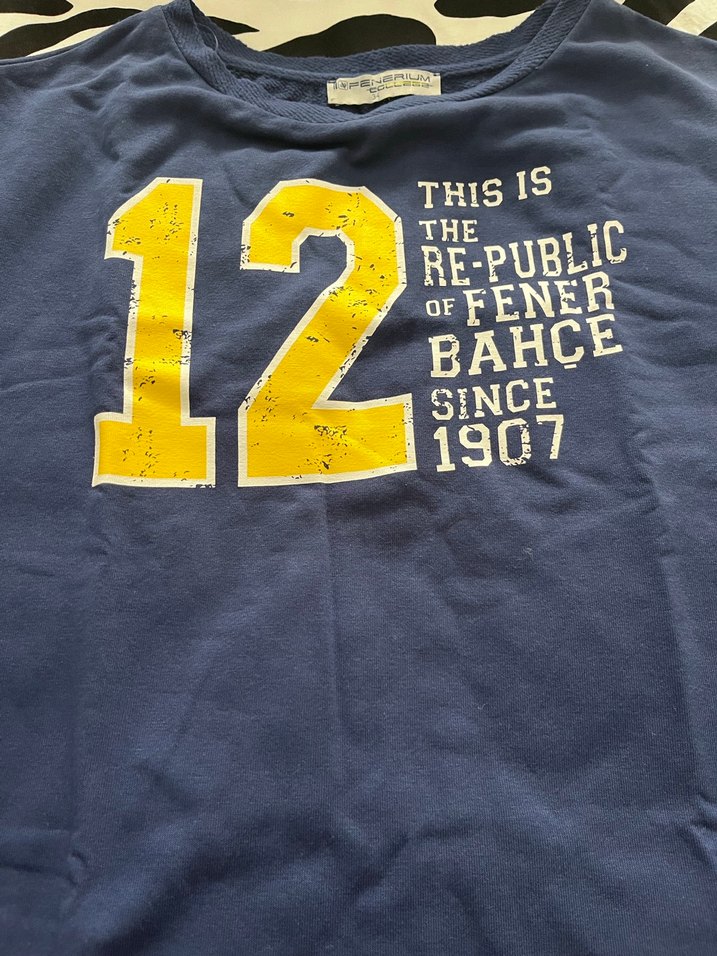 FENERIUM
COLLEGE
12
THIS IS
THE
RE-PUBLIC
OF FENER
BAHÇE
SINCE
1907